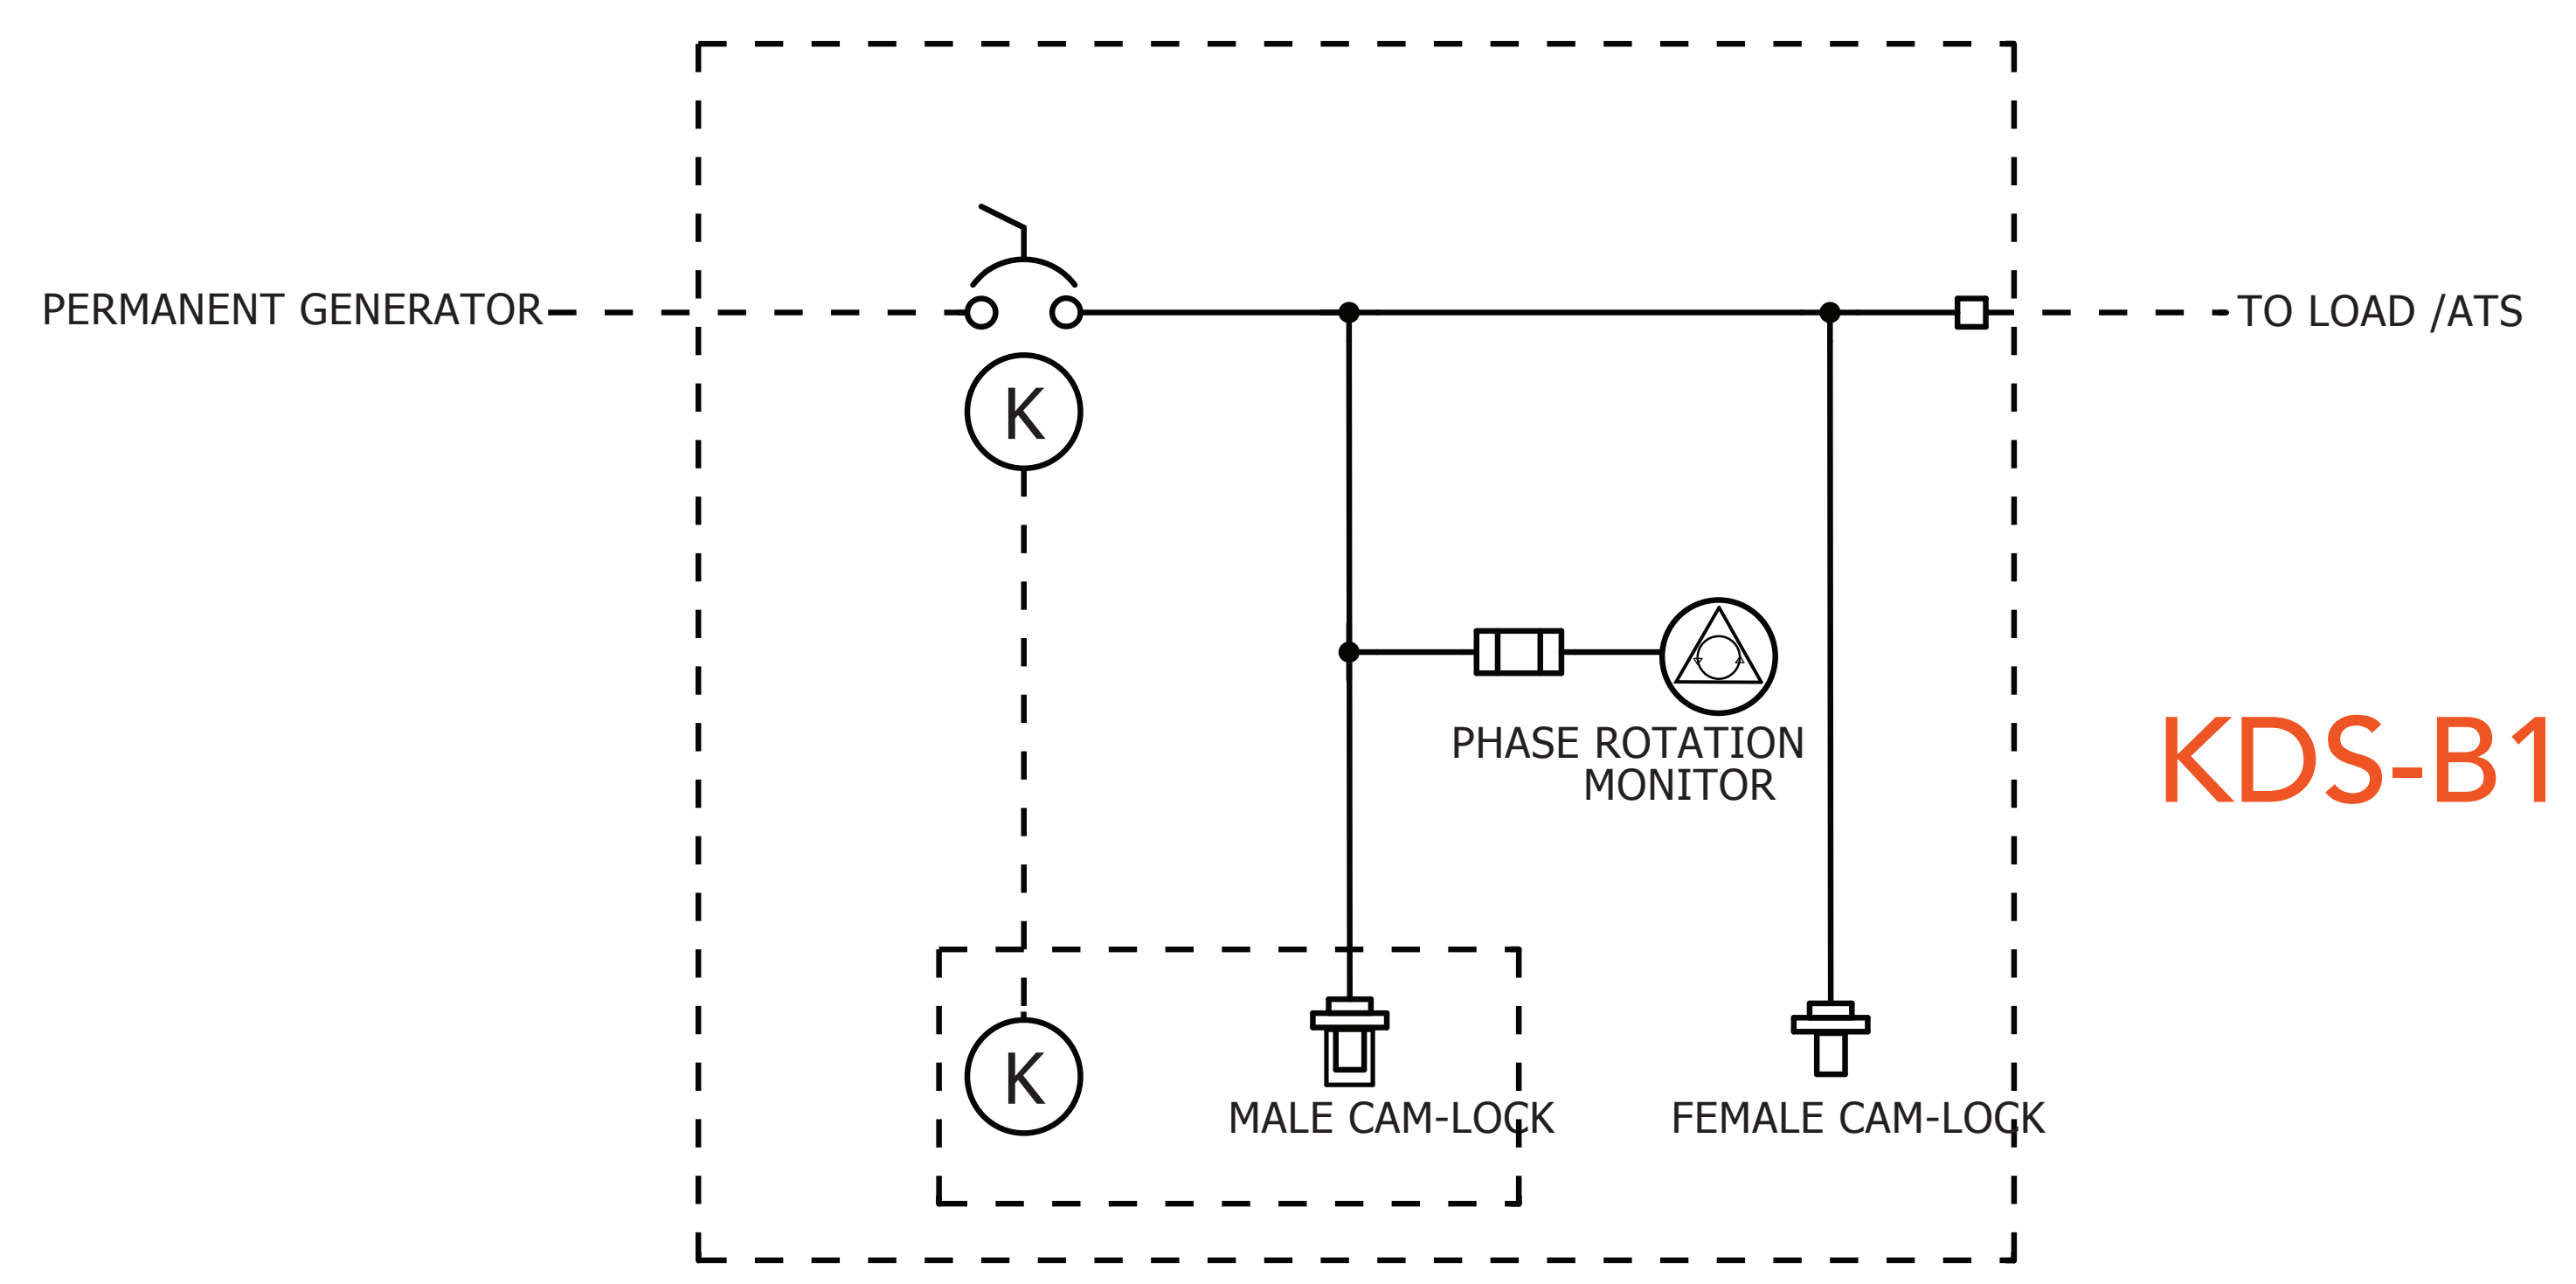 PERMANENT GENERATOR
TO LOAD /ATS
K
PHASE ROTATION
MONITOR
KDS-B1
K
MALE CAM-LOCK
FEMALE CAM-LOCK